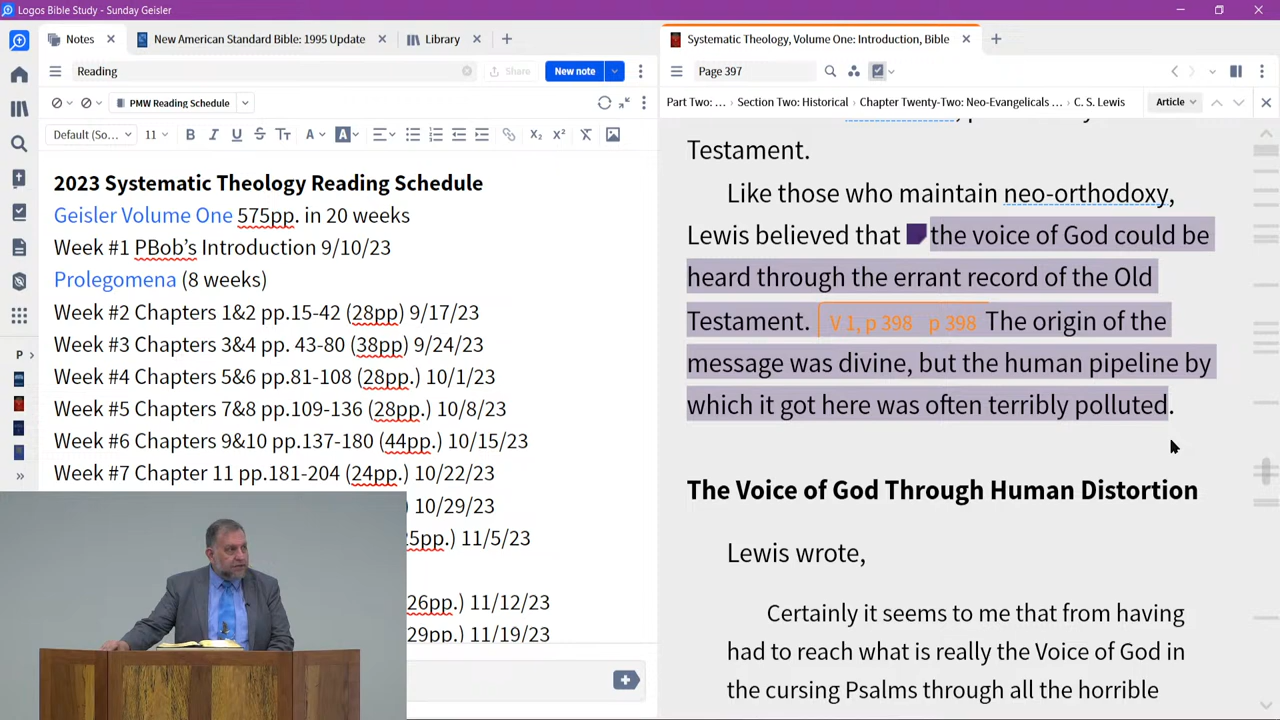 Logos Bible Study - Sunday Geisler
Notes
New American Standard Bible: 1995 Update
Library
Reading
Share
New note
PMW Reading Schedule
Default (So...
11
B I U S A A
X₂ X²
2023 Systematic Theology Reading Schedule
Geisler Volume One 575pp. in 20 weeks
Week #1 PBob's Introduction 9/10/23
Prolegomena (8 weeks)
Week #2 Chapters 1&2 pp.15-42 (28pp) 9/17/23
Week #3 Chapters 3&4 pp. 43-80 (38pp) 9/24/23
Week #4 Chapters 5&6 pp.81-108 (28pp.) 10/1/23
Week #5 Chapters 7&8 pp.109-136 (28pp) 10/8/23
Week #6 Chapters 9&10 pp.137-180 (44pp.) 10/15/23
Week #7 Chapter 11 pp.181-204 (24pp.) 10/22/23
10/29/23
25pp.) 11/5/23
26pp.) 11/12/23
29pp.) 11/19/23
P
Systematic Theology, Volume One: Introduction, Bible
Page 397
Part Two: ... › Section Two: Historical › Chapter Twenty-Two: Neo-Evangelicals ... › C. S. Lewis
Article
Testament.
Like those who maintain neo-orthodoxy,
Lewis believed that the voice of God could be
heard through the errant record of the Old
Testament. V 1, p 398 p 398 The origin of the
message was divine, but the human pipeline by
which it got here was often terribly polluted.
The Voice of God Through Human Distortion
Lewis wrote,
Certainly it seems to me that from having
had to reach what is really the Voice of God in
the cursing Psalms through all the horrible